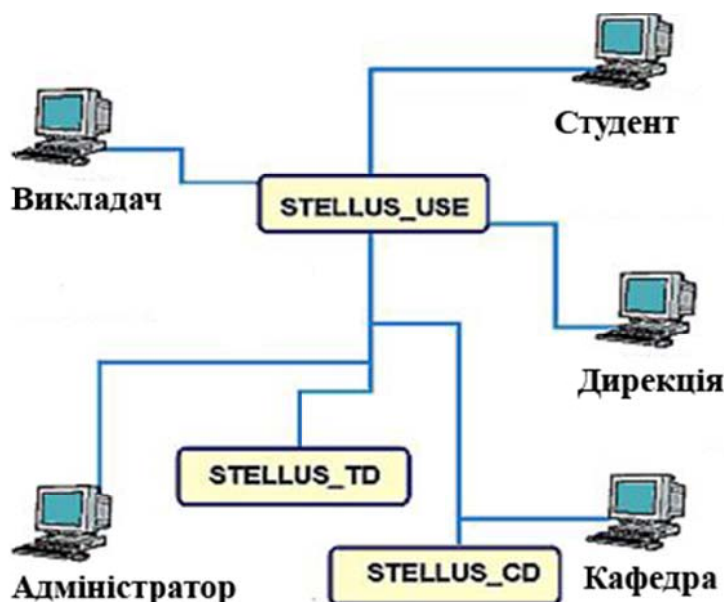 Студент
Викладач
STELLUS_USE
Дирекція
STELLUS_TD
STELLUS_CD
Адміністратор
Кафедра